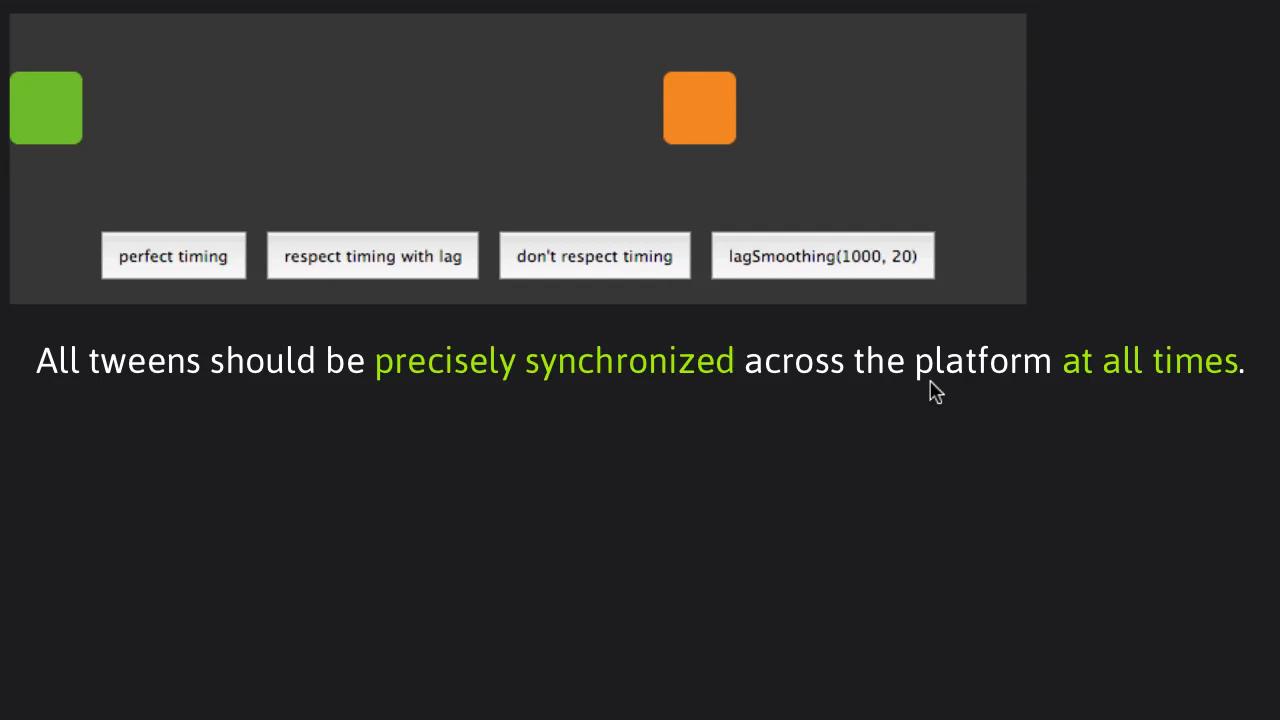 perfect timing respect timing with lag don't respect timing lagSmoothing(1000, 20)
All tweens should be precisely synchronized across the platform at all times.